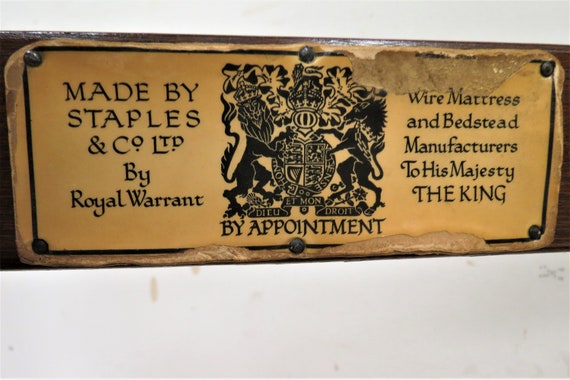 MADE BY
STAPLES
& Co. LTD
By
Royal Warrant
DIEU ET MON DROIT
BY APPOINTMENT
Wire Mattress
and Bedstead
Manufacturers
To His Majesty
THE KING